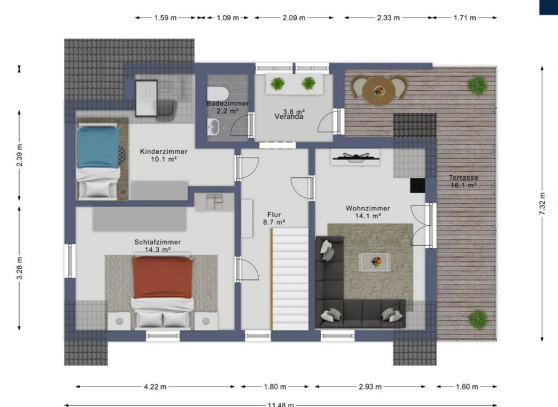 1.59 m
1.09 m
2.09 m
2.33 m
1.71 m
Badezimmer
2.2 m²
3.8 m²
Veranda
Kinderzimmer
10.1 m²
2.39 m
Terrasse
16.1 m²
7.32 m
Wohnzimmer
14.1 m²
Flur
8.7 m²
Schlafzimmer
14.3 m²
3.28 m
4.22 m
1.80 m
2.93 m
1.60 m
11.48 m